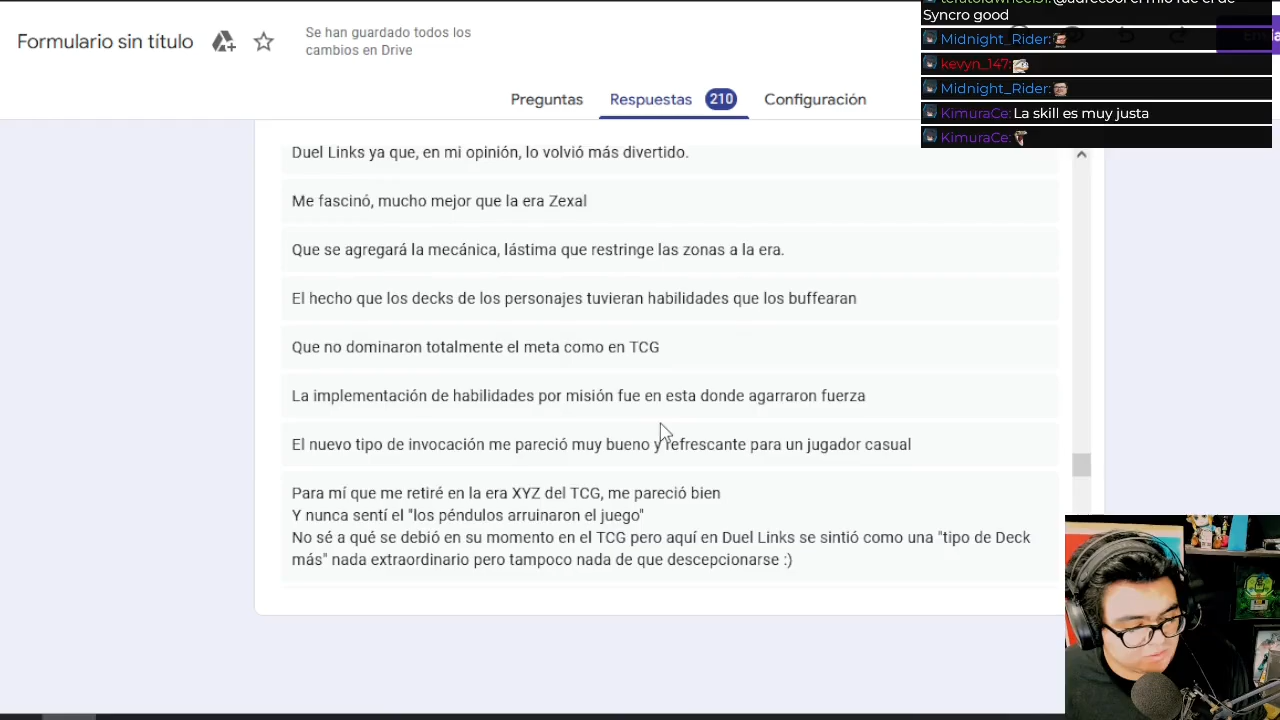 Formulario sin título
Se han guardado todos los
cambios en Drive
Syncro good
Midnight_Rider:
kevyn_147:
Midnight_Rider:
KimuraCe: La skill es muy justa
KimuraCe:
Preguntas
Respuestas 210
Configuración
Duel Links ya que, en mi opinión, lo volvió más divertido.
Me fascinó, mucho mejor que la era Zexal
Que se agregará la mecánica, lástima que restringe las zonas a la era.
El hecho que los decks de los personajes tuvieran habilidades que los buffearan
Que no dominaron totalmente el meta como en TCG
La implementación de habilidades por misión fue en esta donde agarraron fuerza
El nuevo tipo de invocación me pareció muy bueno y refrescante para un jugador casual
Para mí que me retiré en la era XYZ del TCG, me pareció bien
Y nunca sentí el "los péndulos arruinaron el juego"
No sé a qué se debió en su momento en el TCG pero aquí en Duel Links se sintió como una "tipo de Deck
más" nada extraordinario pero tampoco nada de que descepcionarse :)